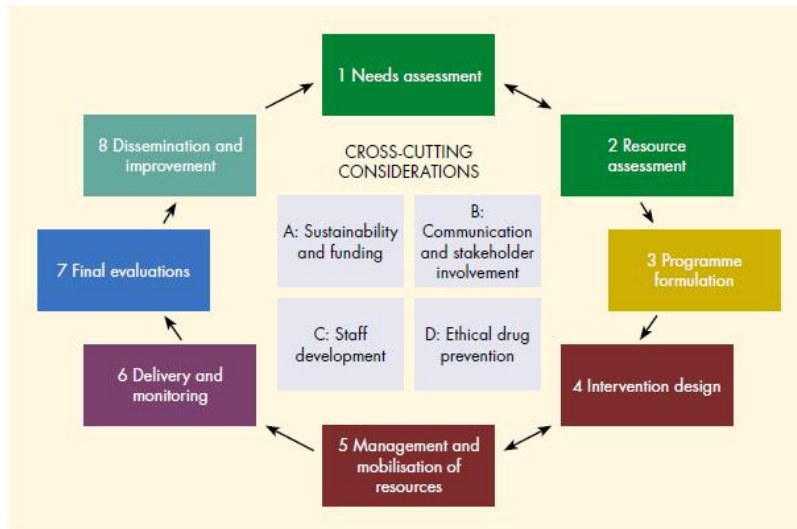 1 Needs assessment
2 Resource
assessment
3 Programme
formulation
4 Intervention design
5 Management and
mobilisation of
resources
6 Delivery and
monitoring
7 Final evaluations
8 Dissemination and
improvement
CROSS-CUTTING
CONSIDERATIONS
A: Sustainability
and funding
B:
Communication
and stakeholder
involvement
C: Staff
development
D: Ethical drug
prevention